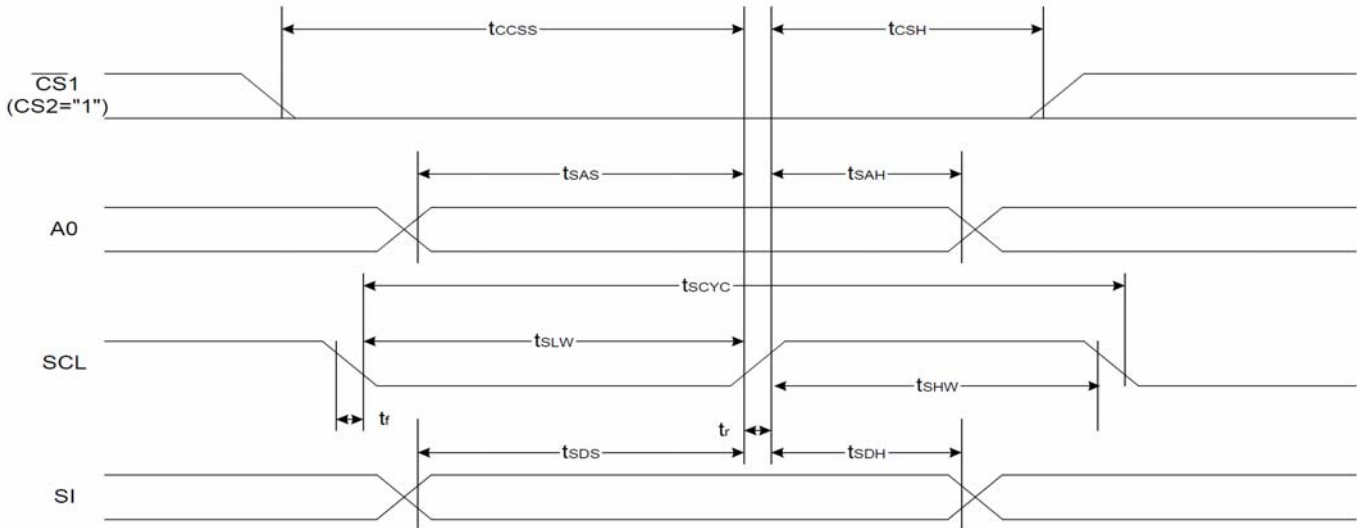 tCCSS
tCSH
CS1
(CS2="1")
tSAS
tSAH
A0
tSCYC
tSLW
SCL
tSHW
tf
tr
tSDS
tSDH
SI